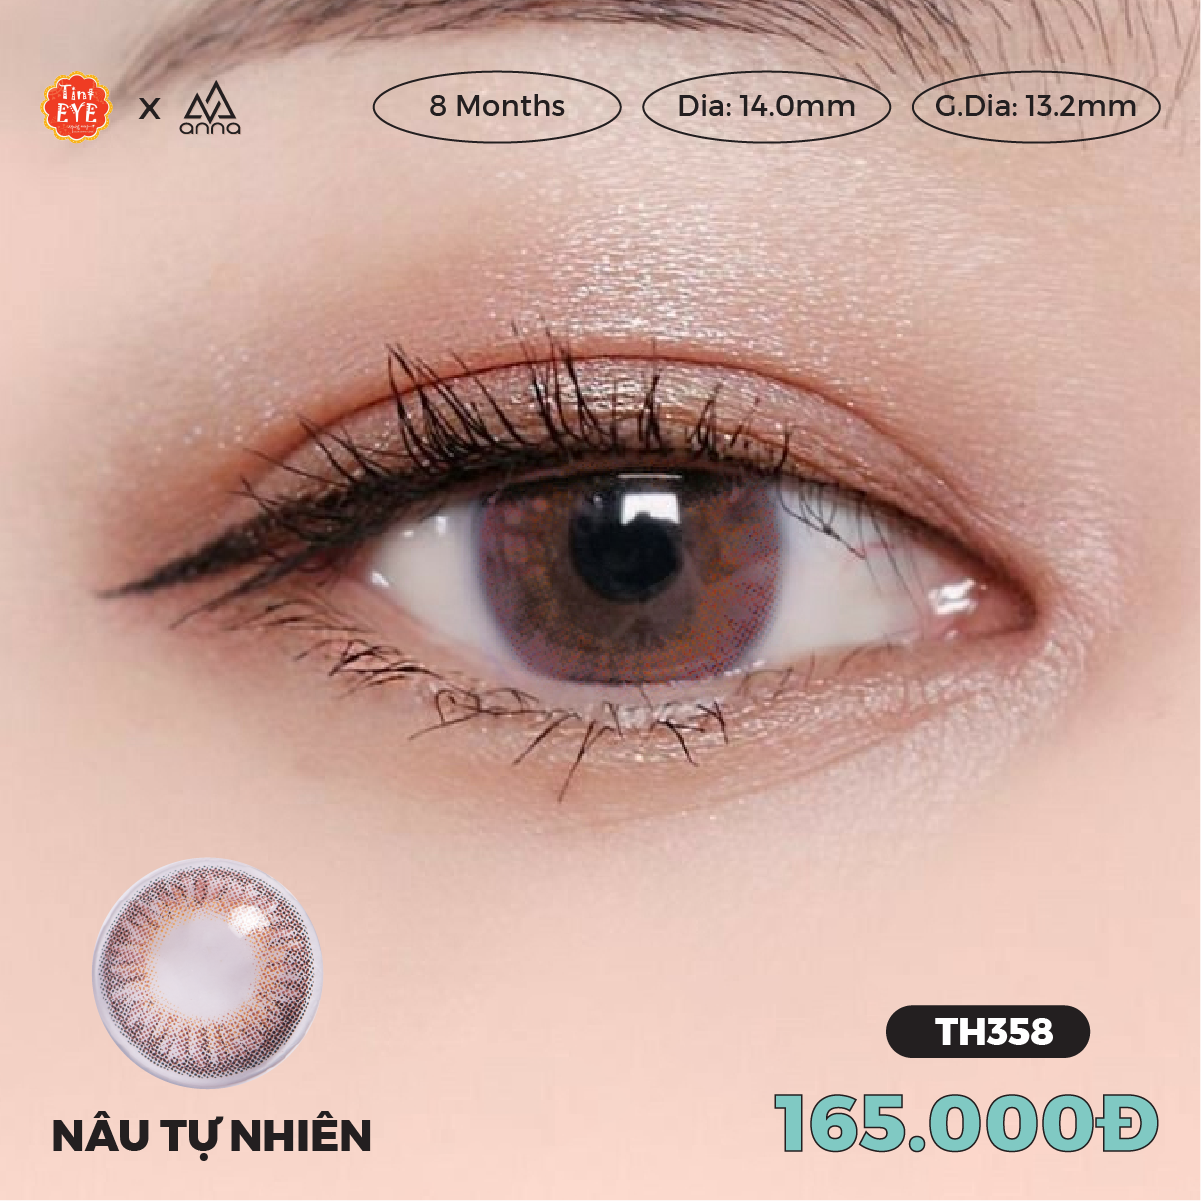 Tint
EYE
x
anna
8 Months
Dia: 14.0mm
G.Dia: 13.2mm
TH358
165.000Đ
NÂU TỰ NHIÊN